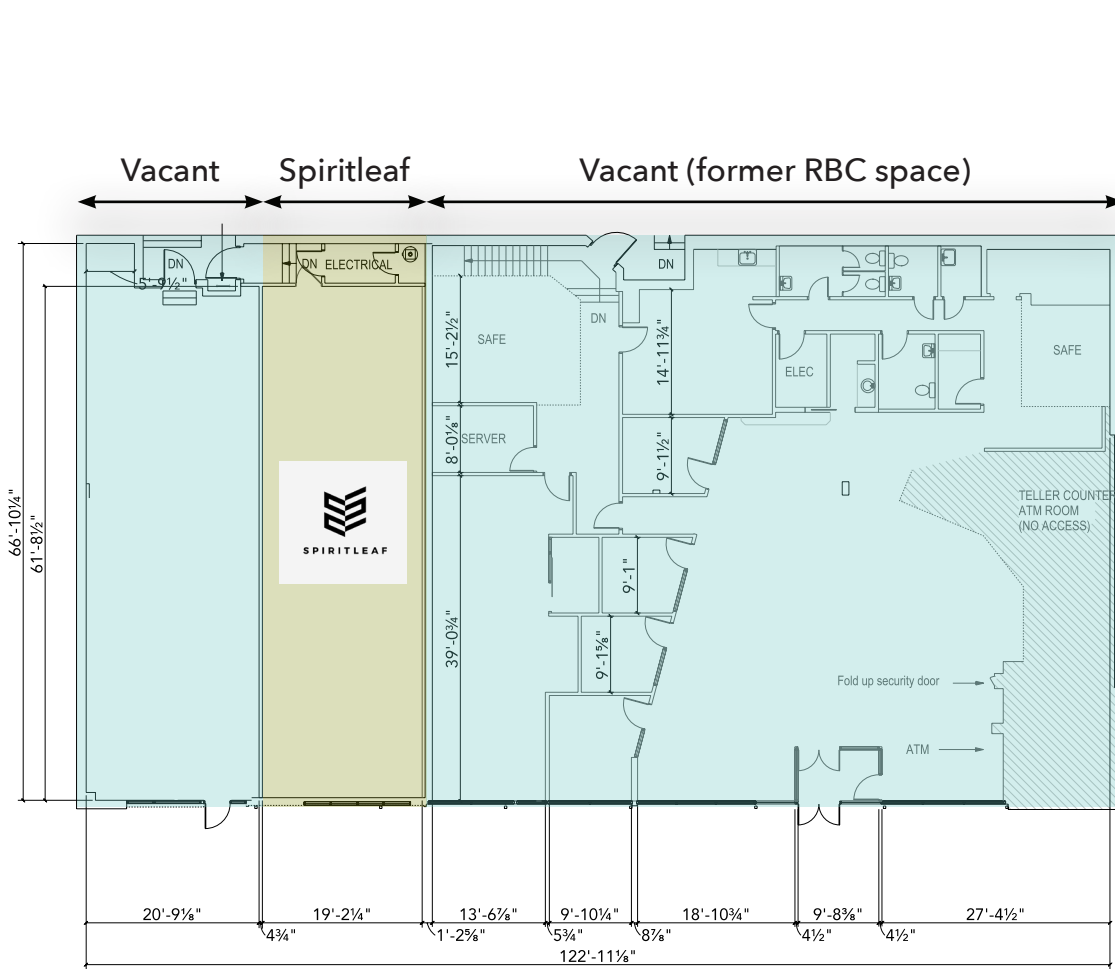 Vacant
Spiritleaf
Vacant (former RBC space)
DN
DN
ELECTRICAL
DN
5'-9½"
DN
SAFE
15'-2½"
14'-11¾"
ELEC
SAFE
8'-0⅛"
SERVER
9'-1½"
66'-10¼"
61'-8½"
SPIRITLEAF
TELLER COUNTER
ATM ROOM
(NO ACCESS)
9'-1"
39'-0¾"
9'-1⅝"
Fold up security door
ATM
20'-9⅛"
19'-2¼"
13'-6⅞"
9'-10¼"
18'-10¾"
9'-8⅜"
27'-4½"
4¾"
1'-2⅝"
5¾"
8⅞"
4½"
4½"
122'-11⅛"